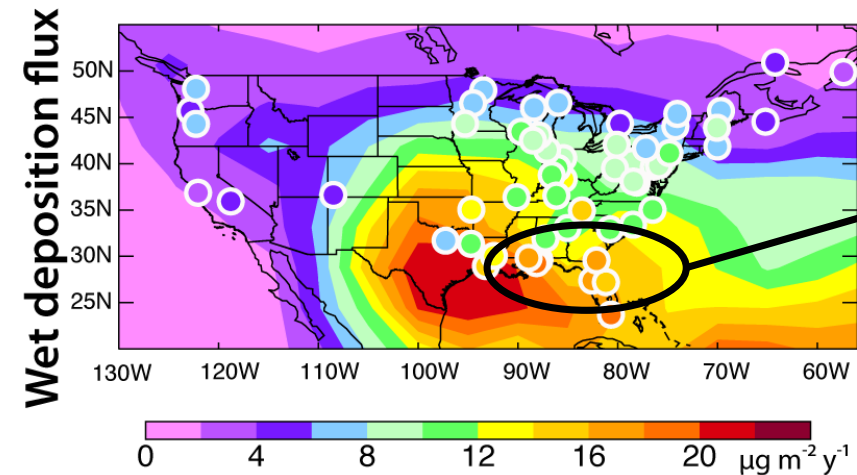 Wet deposition flux
50N
45N
40N
35N
30N
25N
130W 120W 110W 100W 90W 80W 70W 60W
0 4 8 12 16 20 µg m⁻² y⁻¹